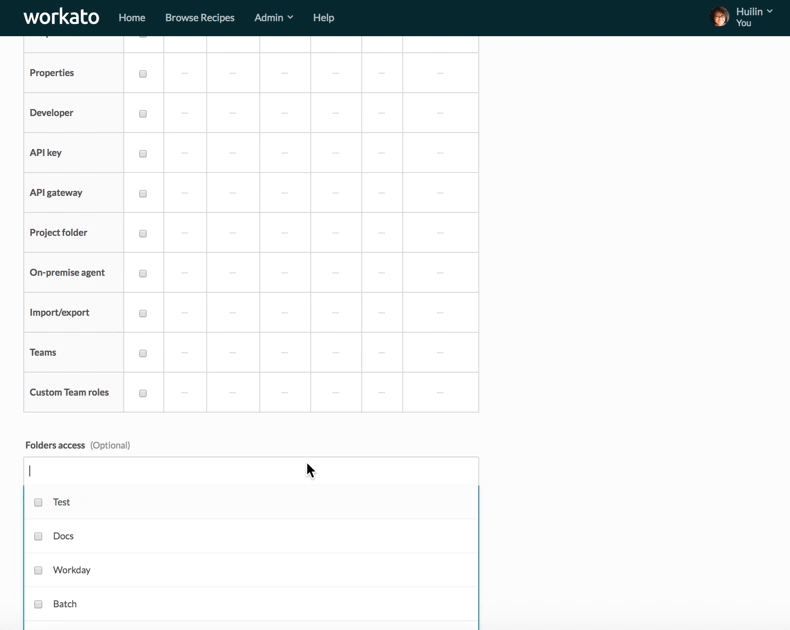 workato Home Browse Recipes Admin Help Huilin
You
Properties — — — — — —
Developer — — — — — —
API key — — — — — —
API gateway — — — — — —
Project folder — — — — — —
On-premise agent — — — — — —
Import/export — — — — — —
Teams — — — — — —
Custom Team roles — — — — — —
Folders access (Optional)
Test
Docs
Workday
Batch